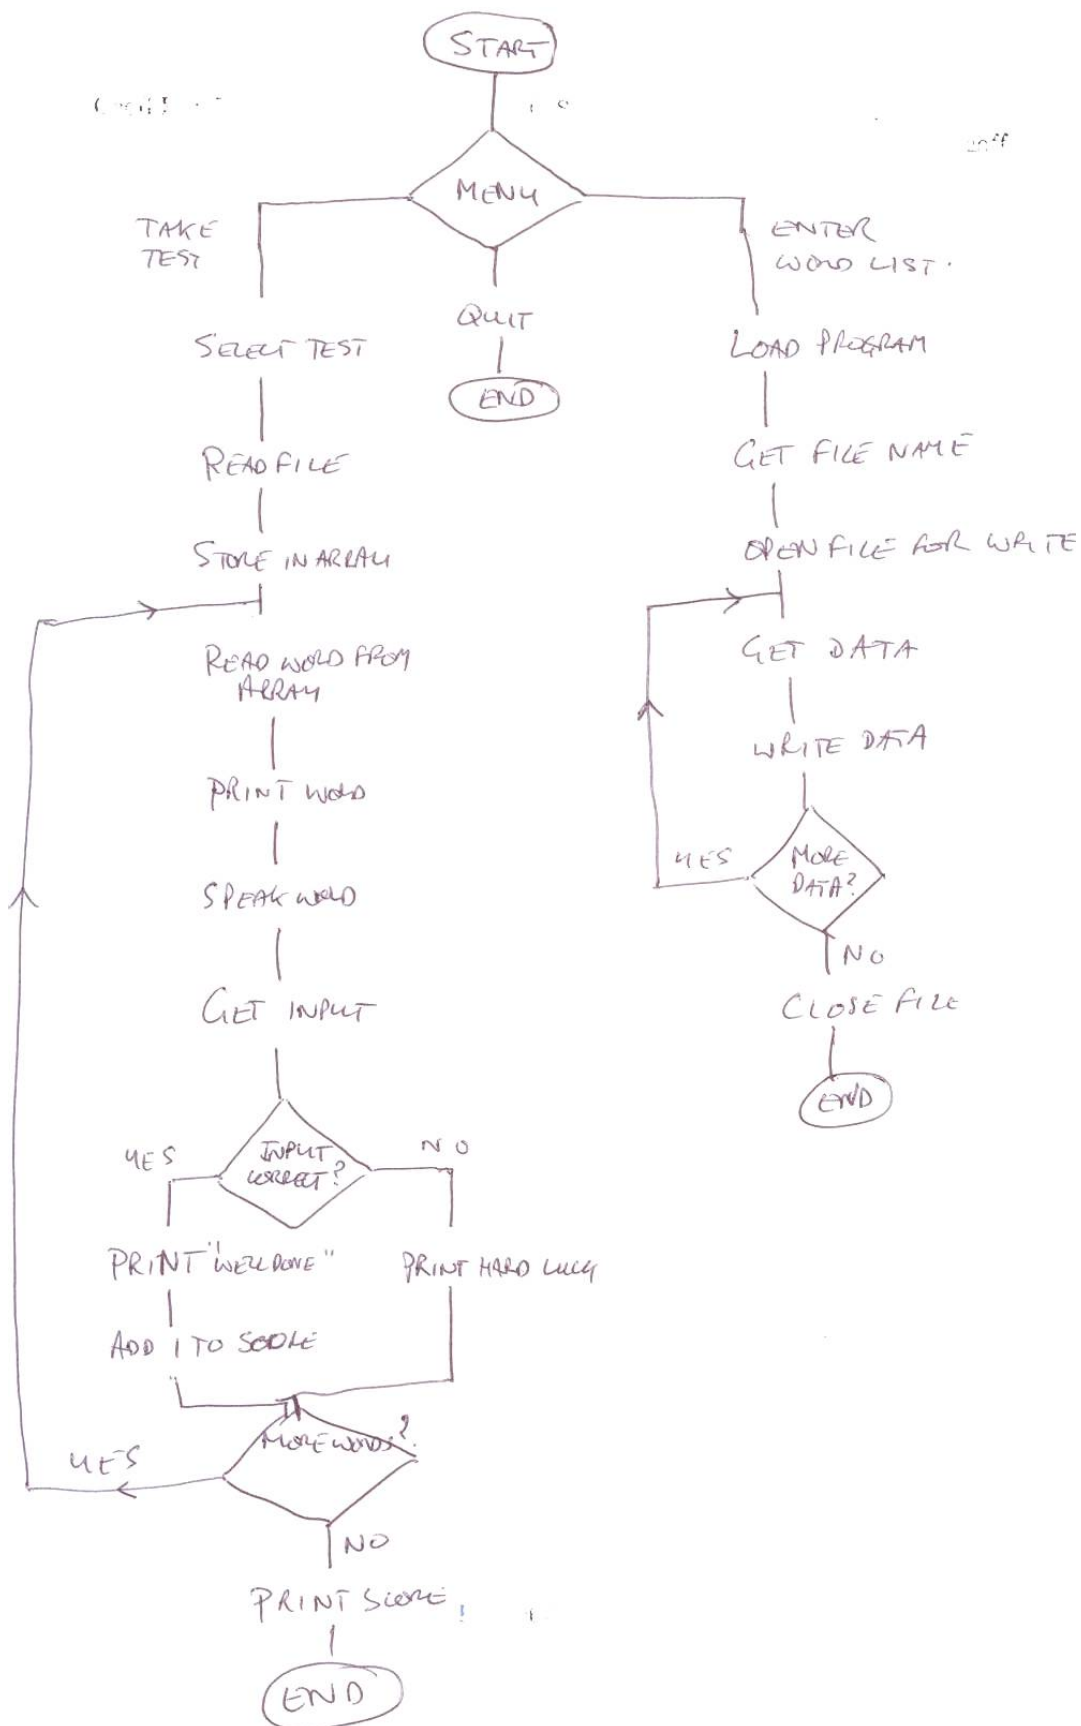 START
MENU
TAKE
TEST
ENTER
WORD LIST.
QUIT
END
SELECT TEST
READ FILE
STORE IN ARRAY
READ WORD FROM
ARRAY
PRINT WORD
SPEAK WORD
GET INPUT
INPUT
CORRECT?
YES
NO
PRINT "WELL DONE"
PRINT HARD LUCK
ADD 1 TO SCORE
MORE WORDS?
YES
NO
PRINT SCORE
END
LOAD PROGRAM
GET FILE NAME
OPEN FILE FOR WRITE
GET DATA
WRITE DATA
MORE
DATA?
YES
NO
CLOSE FILE
END